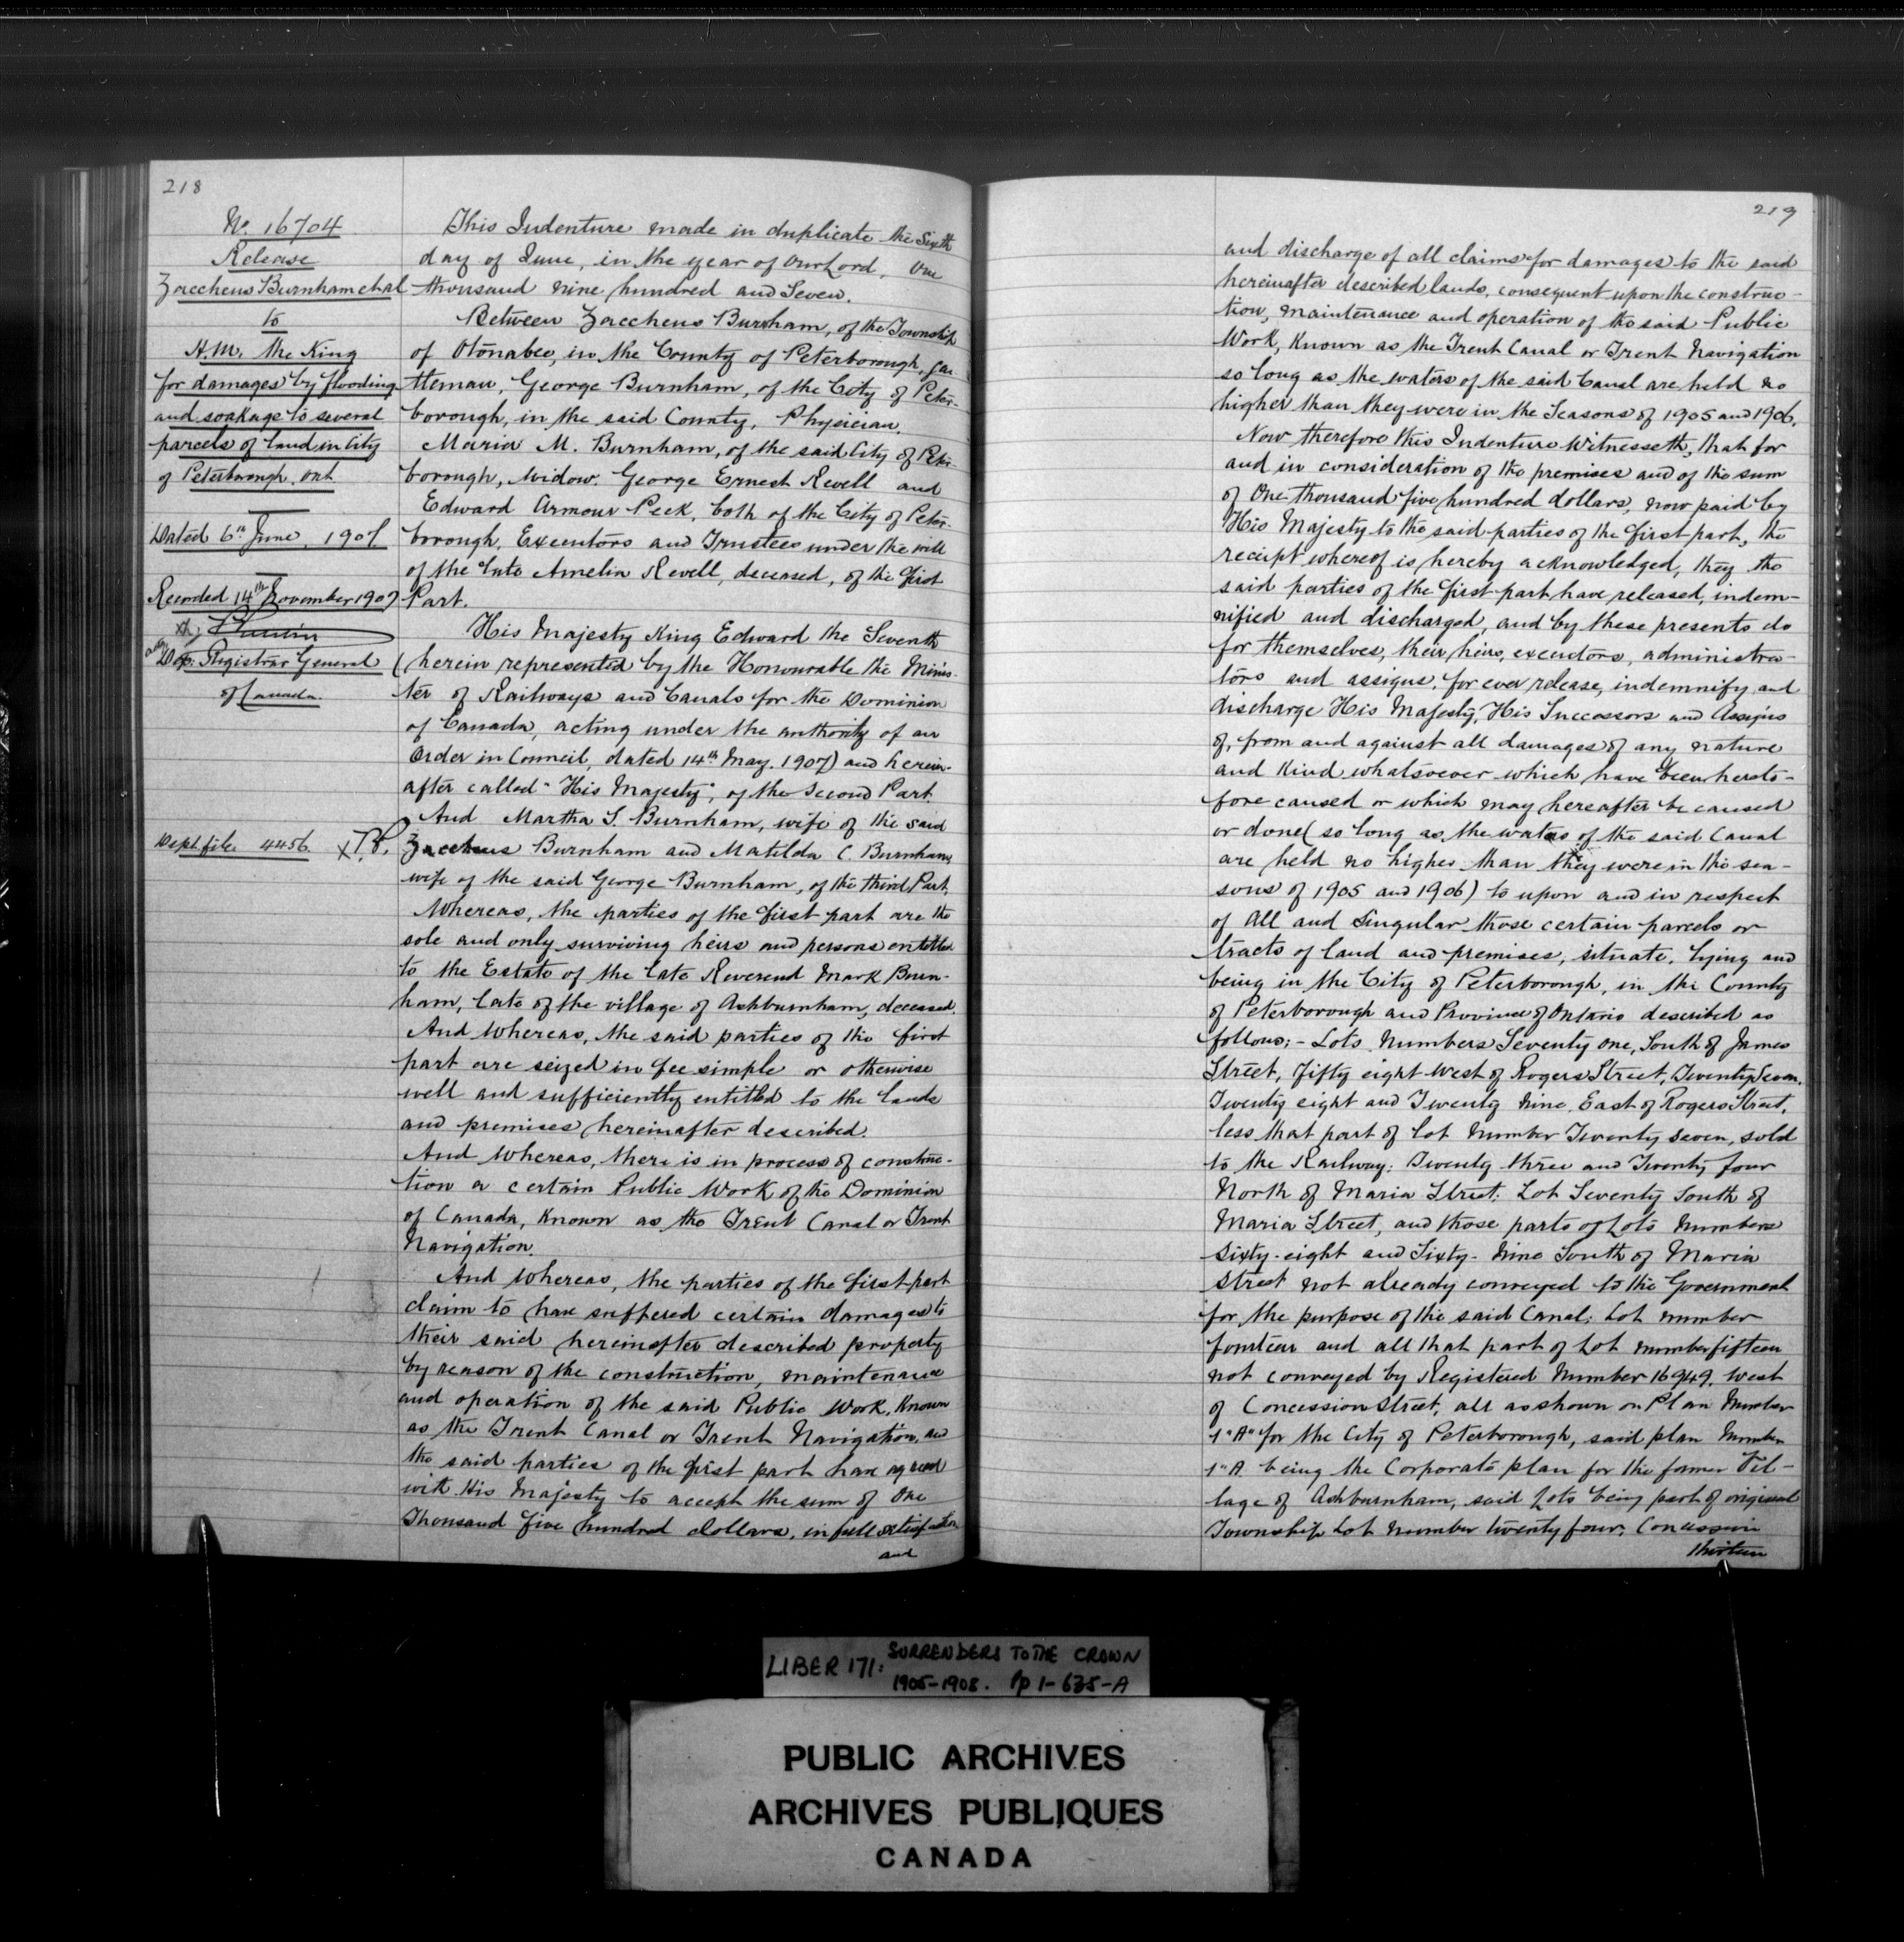 218
No. 16704
Release
Zaccheus Burnham et al
to
H.M. the King
for damages by flooding
and soakage to several
parcels of land in City
of Peterborough Ont
Dated 6th June, 1907
Recorded 14th November 1907
Dep. Registrar General
of Canada.
Dept. file 4456
This Indenture made in duplicate the Sixth
day of June, in the year of Our Lord, One
thousand nine hundred and Seven.
Between Zaccheus Burnham, of the Township
of Otonabee, in the County of Peterborough, Gen
tleman, George Burnham, of the City of Peter-
borough, in the said County, Physician.
Maria M. Burnham, of the said City of Peter-
borough, Widow. George Ernest Revell and
Edward Armour Peck, both of the City of Peter-
borough, Executors and Trustees under the will
of the late Amelia Revell, deceased, of the first
Part.
His Majesty King Edward the Seventh
(herein represented by the Honourable the Minis-
ter of Railways and Canals for the Dominion
of Canada, acting under the authority of an
Order in Council, dated 14th May. 1907) and herein-
after called "His Majesty", of the Second Part.
And Martha S. Burnham, wife of the said
Zaccheus Burnham and Matilda C. Burnham,
wife of the said George Burnham, of the third Part,
Whereas, the parties of the first part are the
sole and only surviving heirs and persons entitled
to the Estate of the late Reverend Mark Burn-
ham, late of the village of Ashburnham, deceased.
And Whereas, the said parties of the first
part are seized in fee simple or otherwise
well and sufficiently entitled to the lands
and premises hereinafter described.
And Whereas, there is in process of construc-
tion a certain Public Work of the Dominion
of Canada, Known as the Trent Canal or Trent
Navigation.
And Whereas, the parties of the first part
claim to have suffered certain damages to
their said hereinafter described property
by reason of the construction, maintenance
and operation of the said Public Work, Known
as the Trent Canal or Trent Navigation, and
the said parties of the first part have agreed
with His Majesty to accept the sum of One
Thousand five hundred dollars, in full satisfaction
and
219
and discharge of all claims for damages to the said
hereinafter described lands, consequent upon the construc-
tion, maintenance and operation of the said Public
Work, Known as the Trent Canal or Trent Navigation
so long as the waters of the said Canal are held no
higher than they were in the Seasons of 1905 and 1906.
Now therefore this Indenture Witnesseth, that for
and in consideration of the premises and of the sum
of One thousand five hundred dollars, now paid by
His Majesty to the said parties of the first part, the
receipt whereof is hereby acknowledged, they the
said parties of the first part have released, indem-
nified and discharged, and by these presents do
for themselves, their heirs, executors, administra-
tors and assigns, for ever release, indemnify and
discharge His Majesty, His Successors and Assigns
of, from and against all damages of any nature
and Kind whatsoever which have been hereto-
fore caused or which may hereafter be caused
or done (so long as the waters of the said Canal
are held no higher than they were in the sea-
sons of 1905 and 1906) to upon and in respect
of all and singular those certain parcels or
tracts of land and premises, situate, lying and
being in the City of Peterborough, in the County
of Peterborough and Province of Ontario described as
follows;- Lots Numbers Seventy one, South of James
Street, Fifty eight West of Rogers Street, Twenty Seven,
Twenty eight and Twenty Nine, East of Rogers Street,
less that part of Lot Number Twenty Seven, sold
to the Railway; Twenty three and Twenty four
North of Maria Street; Lot Seventy South of
Maria Street, and those parts of Lots Numbers
Sixty-eight and Sixty-Nine South of Maria
Street not already conveyed to the Government
for the purpose of the said Canal; Lot number
fourteen and all that part of Lot number fifteen
not conveyed by Registered Number 16949. West
of Concession Street, all as shown on Plan Number
1"A" for the City of Peterborough, said plan Number
1"A. being the Corporate plan for the former Vil-
lage of Ashburnham, said Lots being part of original
Township Lot number twenty four, Concession
thirteen
LIBER 171: SURRENDERS TO THE CROWN
1905-1908. Pp 1-635-A
PUBLIC ARCHIVES
ARCHIVES PUBLIQUES
CANADA